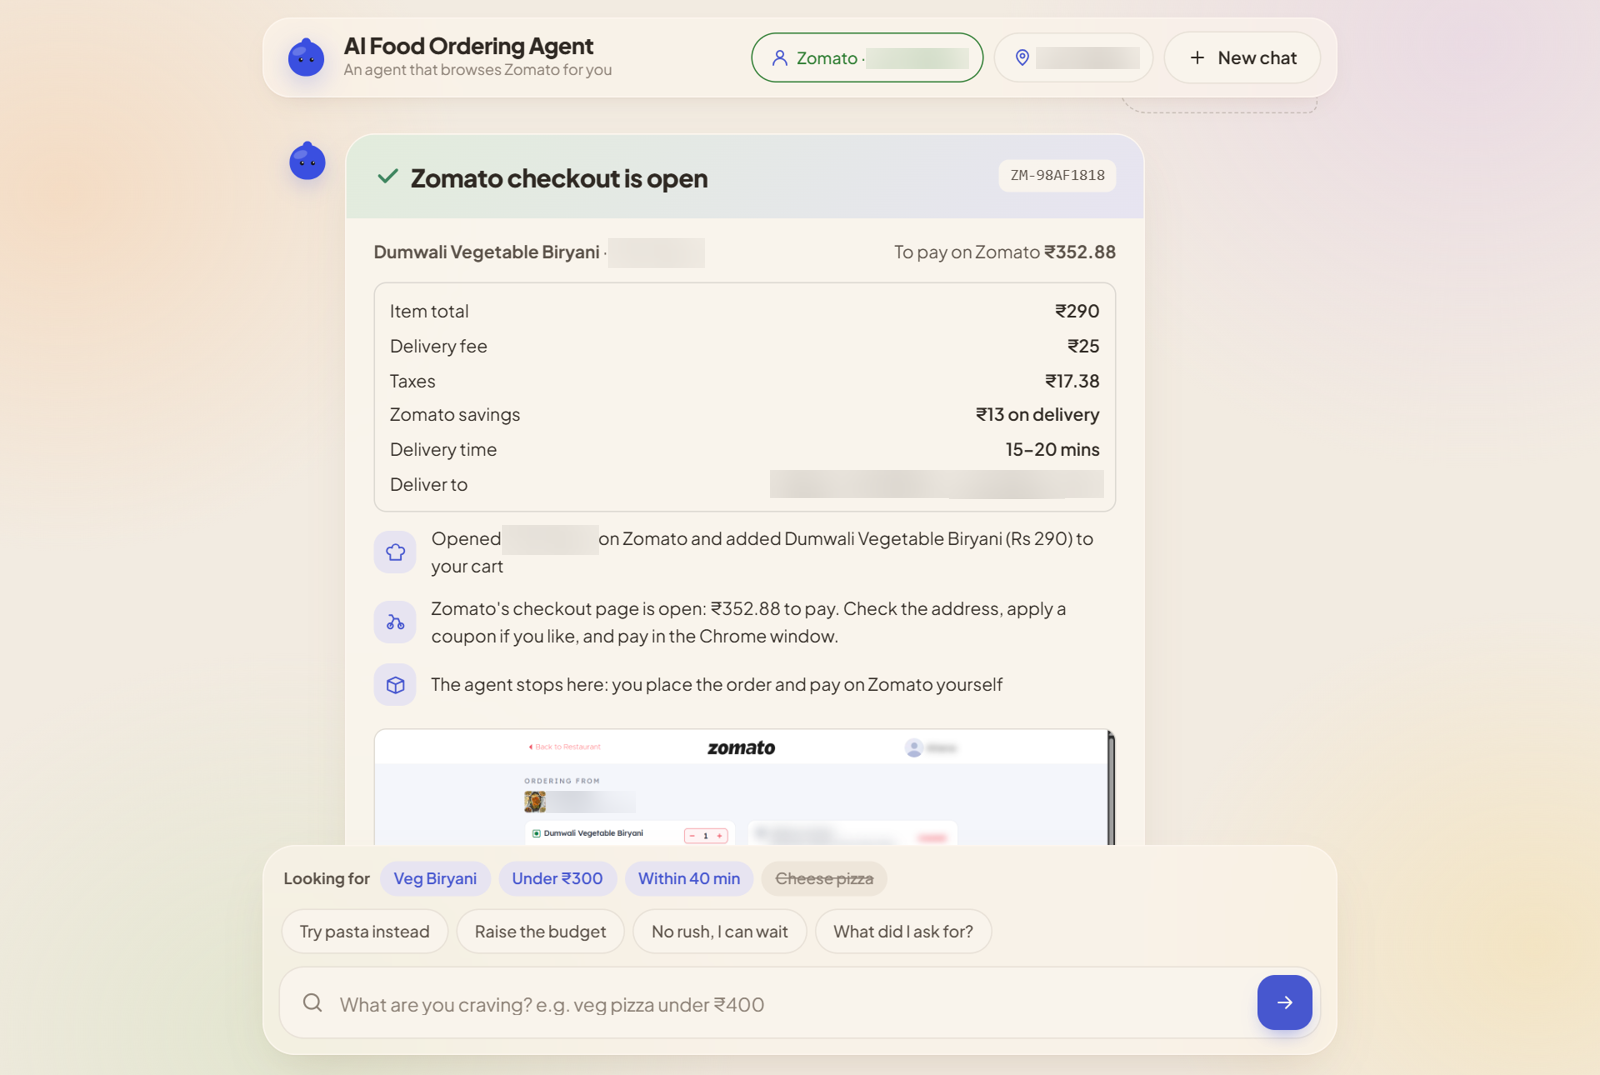 AI Food Ordering Agent
An agent that browses Zomato for you
Zomato ·
New chat
Zomato checkout is open
ZM-98AF1818
Dumwali Vegetable Biryani ·
To pay on Zomato ₹352.88
Item total ₹290
Delivery fee ₹25
Taxes ₹17.38
Zomato savings ₹13 on delivery
Delivery time 15–20 mins
Deliver to
Opened on Zomato and added Dumwali Vegetable Biryani (Rs 290) to
your cart
Zomato's checkout page is open: ₹352.88 to pay. Check the address, apply a
coupon if you like, and pay in the Chrome window.
The agent stops here: you place the order and pay on Zomato yourself
Back to Restaurant
zomato
ORDERING FROM
Dumwali Vegetable Biryani
− 1 +
Looking for Veg Biryani Under ₹300 Within 40 min Cheese pizza
Try pasta instead Raise the budget No rush, I can wait What did I ask for?
What are you craving? e.g. veg pizza under ₹400